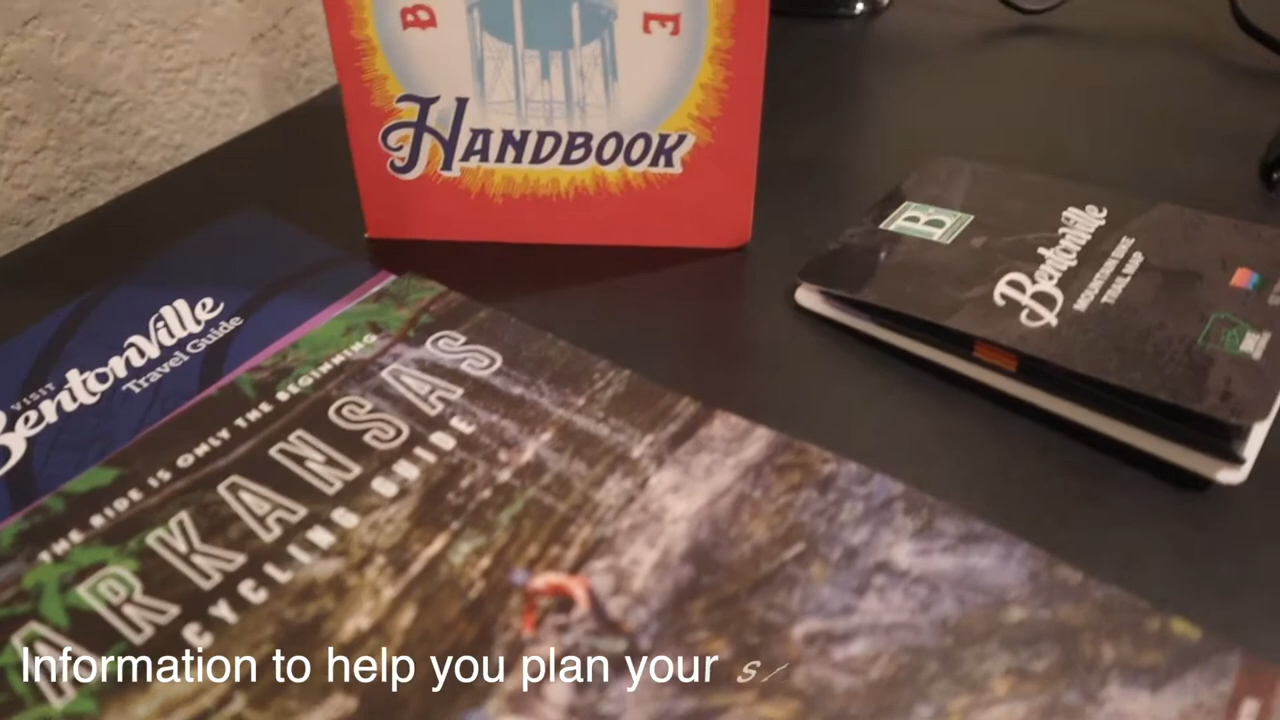 B E
HANDBOOK
VISIT
Bentonville
Travel Guide
THE RIDE IS ONLY THE BEGINNING
ARKANSAS
CYCLING GUIDE
B
Bentonville
MOUNTAIN BIKE
TRAIL MAP
Information to help you plan your